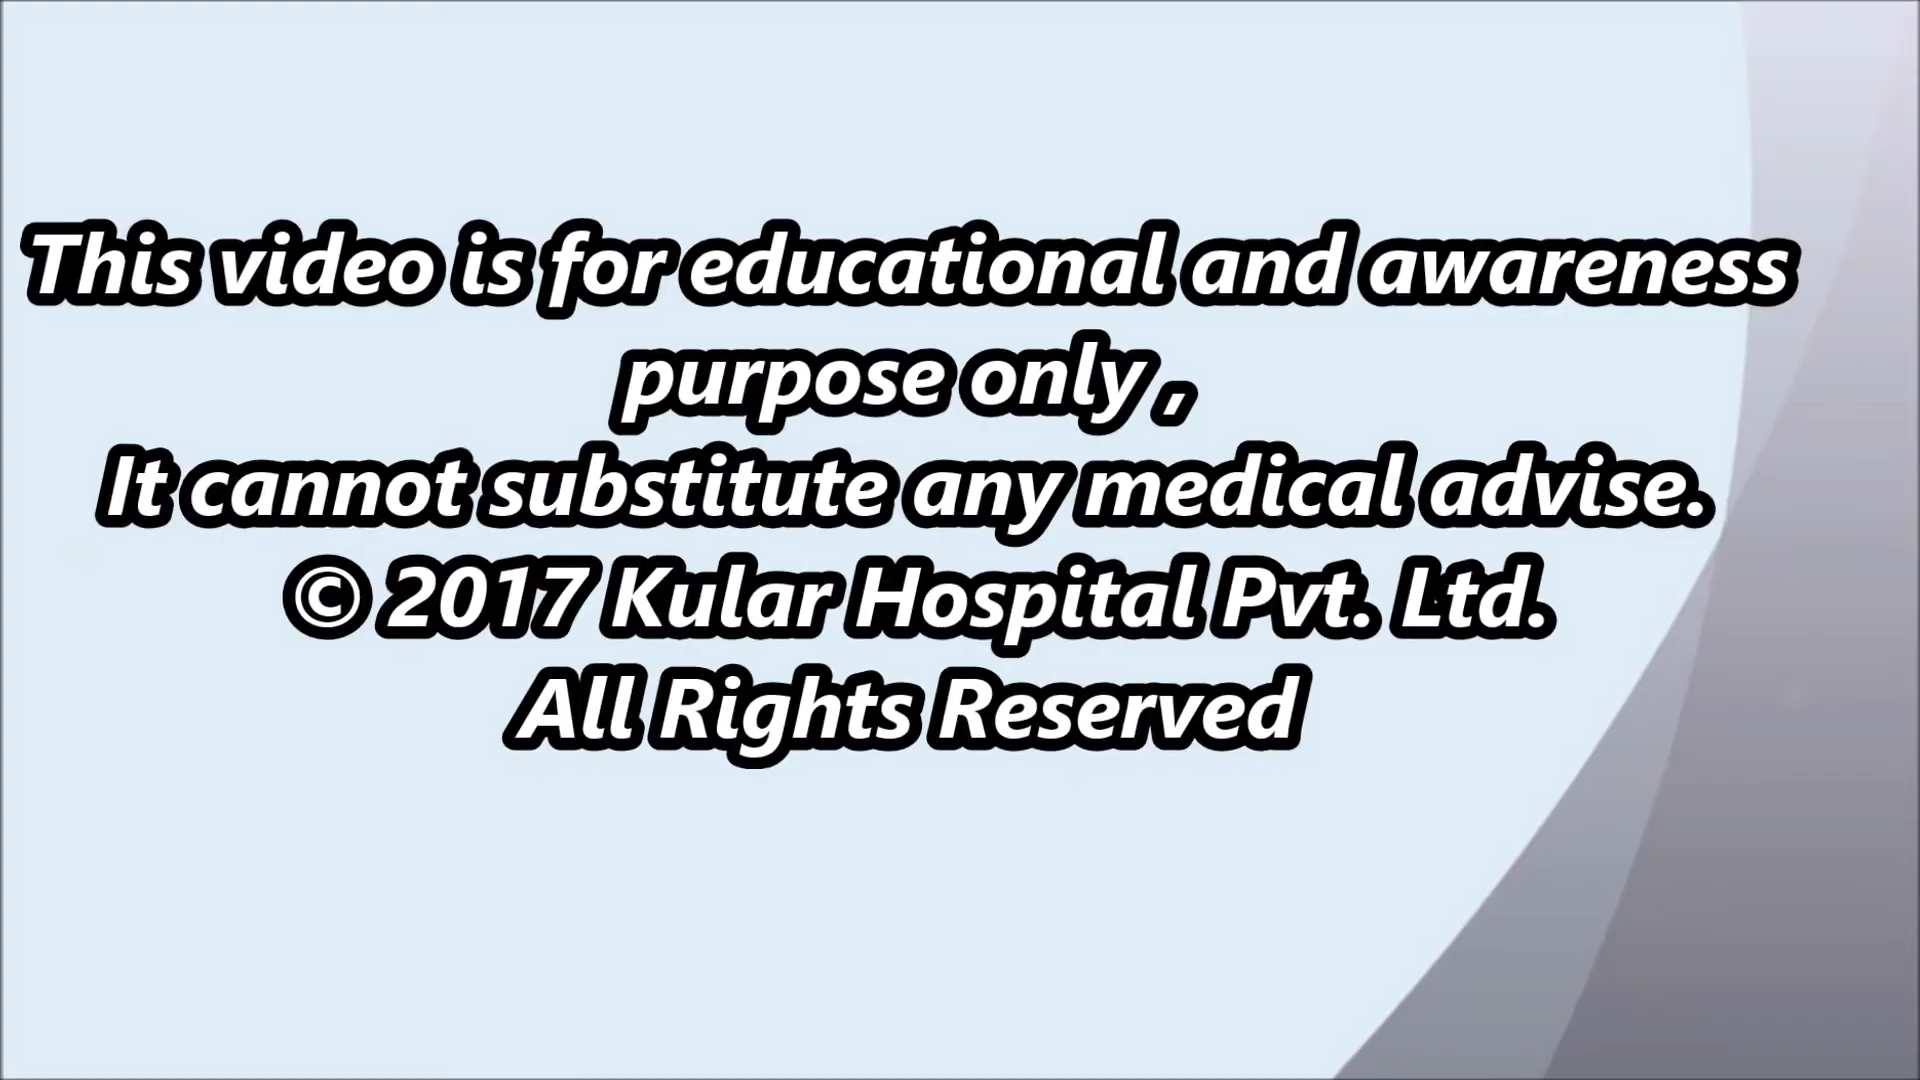 This video is for educational and awareness
purpose only ,
It cannot substitute any medical advise.
© 2017 Kular Hospital Pvt. Ltd.
All Rights Reserved